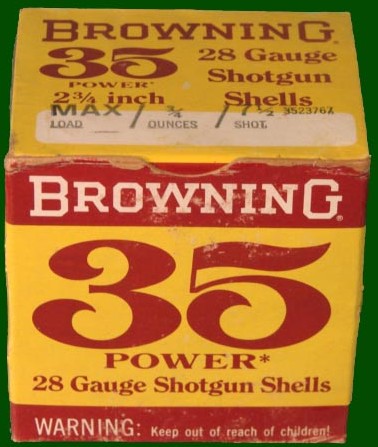 BROWNING
35 28 Gauge
POWER* Shotgun
2¾ inch Shells
MAX / ¾ / 7½ 352376Z
LOAD OUNCES SHOT
BROWNING®
35
POWER*
28 Gauge Shotgun Shells
WARNING: Keep out of reach of children!